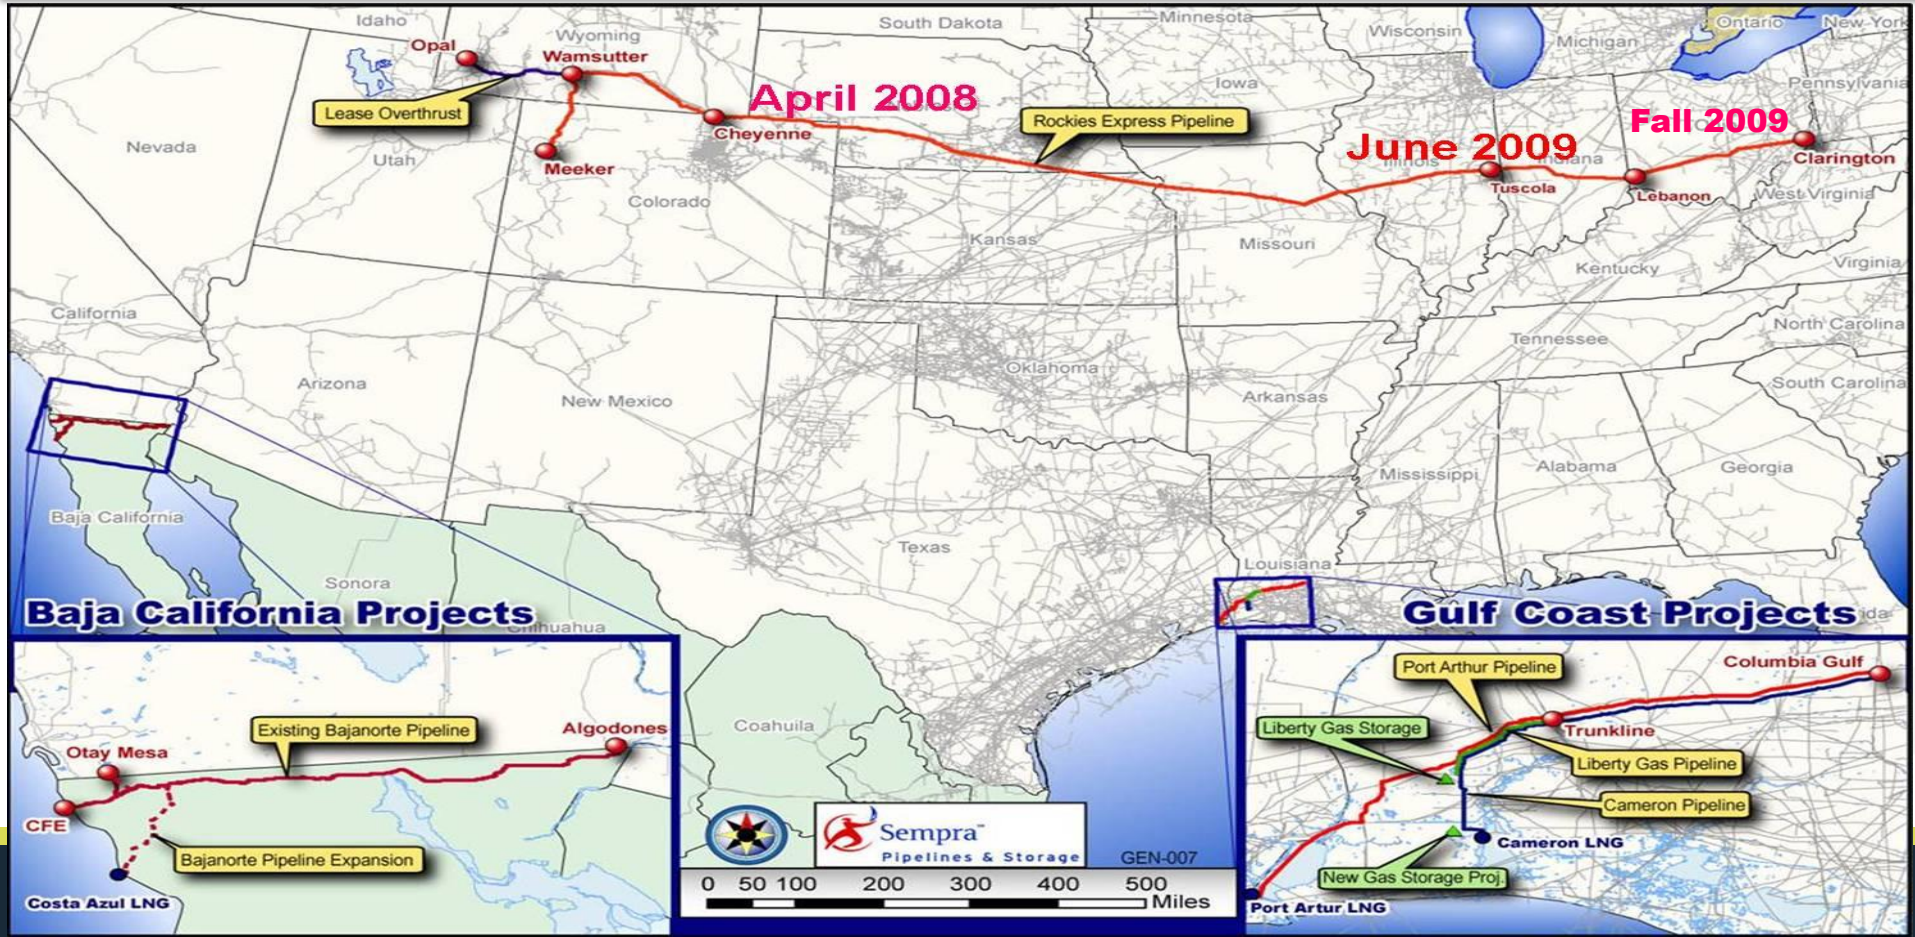 Idaho
Wyoming
South Dakota
Minnesota
Wisconsin
Michigan
Ontario
New York
Opal
Wamsutter
Iowa
Pennsylvania
Lease Overthrust
April 2008
Rockies Express Pipeline
Fall 2009
Cheyenne
June 2009
Illinois
Indiana
Clarington
Nevada
Utah
Meeker
Tuscola
Lebanon
West Virginia
Colorado
Kansas
Missouri
Kentucky
Virginia
California
Tennessee
North Carolina
Arizona
New Mexico
Oklahoma
Arkansas
South Carolina
Mississippi
Alabama
Georgia
Baja California
Texas
Louisiana
Sonora
Baja California Projects
Chihuahua
Gulf Coast Projects
ida
Coahuila
Existing Bajanorte Pipeline
Algodones
Otay Mesa
CFE
Bajanorte Pipeline Expansion
Costa Azul LNG
Sempra™
Pipelines & Storage
GEN-007
0 50 100 200 300 400 500
Miles
Port Arthur Pipeline
Columbia Gulf
Liberty Gas Storage
Trunkline
Liberty Gas Pipeline
Cameron Pipeline
Cameron LNG
New Gas Storage Proj.
Port Artur LNG